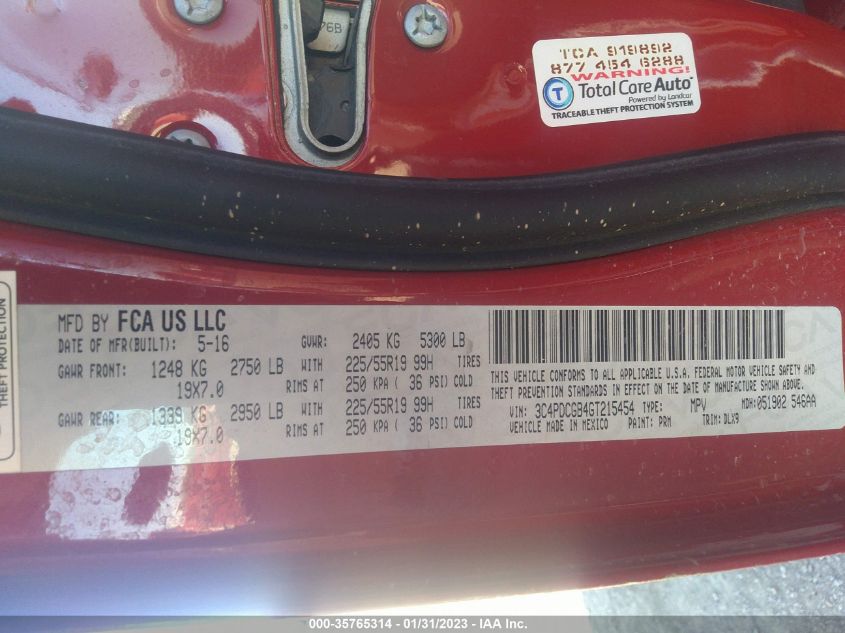 76B
TCA 919892
877 454 6288
WARNING!
T Total Care Auto
Powered by Landcar
TRACEABLE THEFT PROTECTION SYSTEM
THEFT PROTECTION
MFD BY FCA US LLC
DATE OF MFR(BUILT): 5-16 GVWR: 2405 KG 5300 LB
GAWR FRONT: 1248 KG 2750 LB WITH 225/55R19 99H TIRES
19X7.0 RIMS AT 250 KPA ( 36 PSI) COLD
GAWR REAR: 1339 KG 2950 LB WITH 225/55R19 99H TIRES
19X7.0 RIMS AT 250 KPA ( 36 PSI) COLD
THIS VEHICLE CONFORMS TO ALL APPLICABLE U.S.A. FEDERAL MOTOR VEHICLE SAFETY AND
THEFT PREVENTION STANDARDS IN EFFECT ON THE DATE OF MANUFACTURE SHOWN ABOVE.
VIN: 3C4PDCGB4GT215454 TYPE: MPV MDH: 051902 546AA
VEHICLE MADE IN MEXICO PAINT: PRM TRIM: DLX9
000-35765314 - 01/31/2023 - IAA Inc.